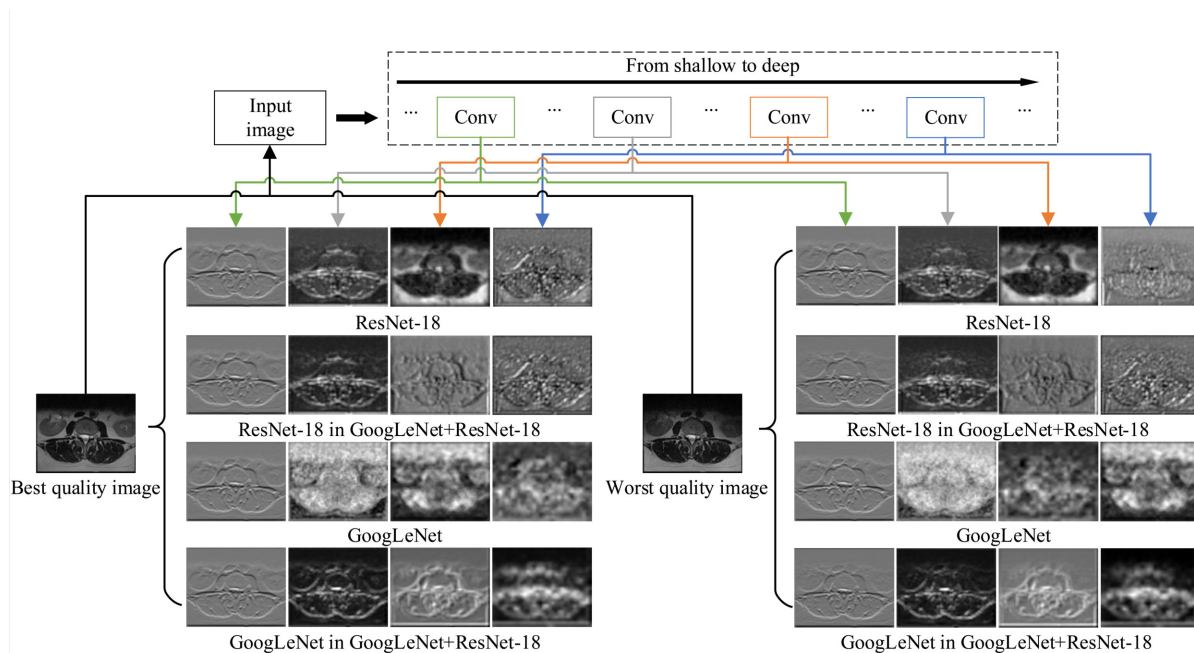 From shallow to deep
Input
image
... Conv ... Conv ... Conv ... Conv ...
ResNet-18
ResNet-18
ResNet-18 in GoogLeNet+ResNet-18
ResNet-18 in GoogLeNet+ResNet-18
Best quality image
Worst quality image
GoogLeNet
GoogLeNet
GoogLeNet in GoogLeNet+ResNet-18
GoogLeNet in GoogLeNet+ResNet-18